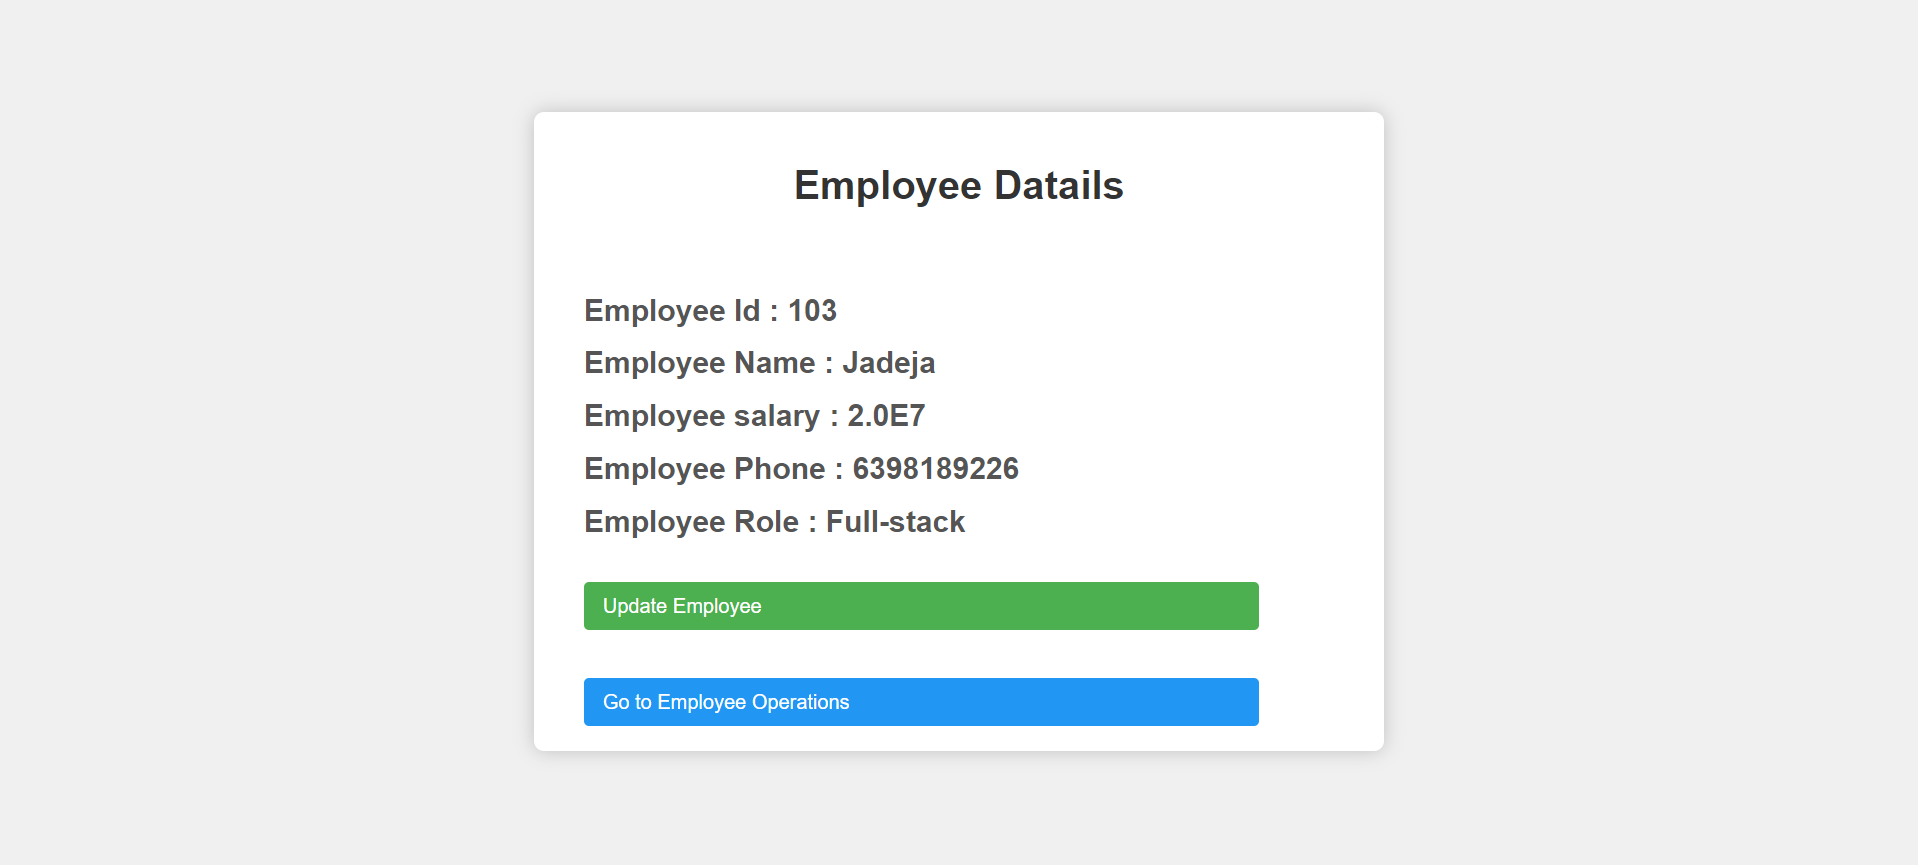 Employee Datails
Employee Id : 103
Employee Name : Jadeja
Employee salary : 2.0E7
Employee Phone : 6398189226
Employee Role : Full-stack
Update Employee
Go to Employee Operations